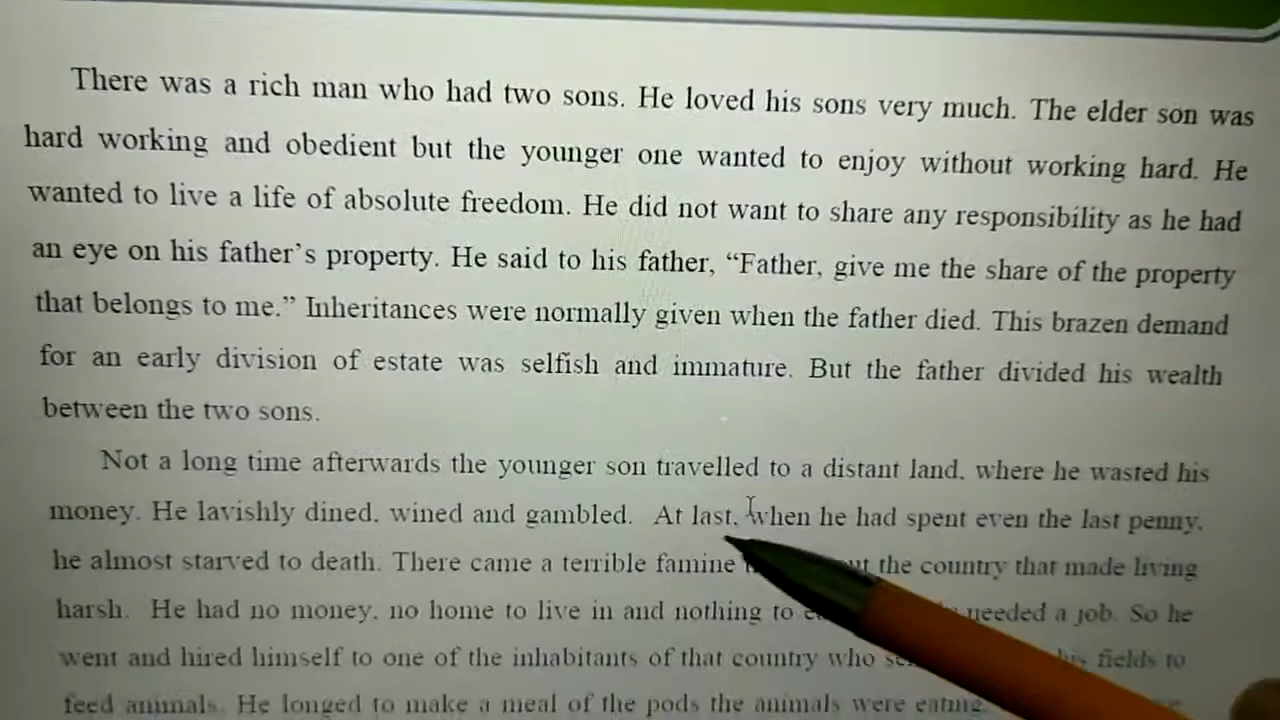 There was a rich man who had two sons. He loved his sons very much. The elder son was
hard working and obedient but the younger one wanted to enjoy without working hard. He
wanted to live a life of absolute freedom. He did not want to share any responsibility as he had
an eye on his father's property. He said to his father, “Father, give me the share of the property
that belongs to me.” Inheritances were normally given when the father died. This brazen demand
for an early division of estate was selfish and immature. But the father divided his wealth
between the two sons.
Not a long time afterwards the younger son travelled to a distant land, where he wasted his
money. He lavishly dined, wined and gambled. At last, when he had spent even the last penny,
he almost starved to death. There came a terrible famine the country that made living
harsh. He had no money, no home to live in and nothing to needed a job. So he
went and hired himself to one of the inhabitants of that country who fields to
feed animals. He longed to make a meal of the pods the animals were eating.